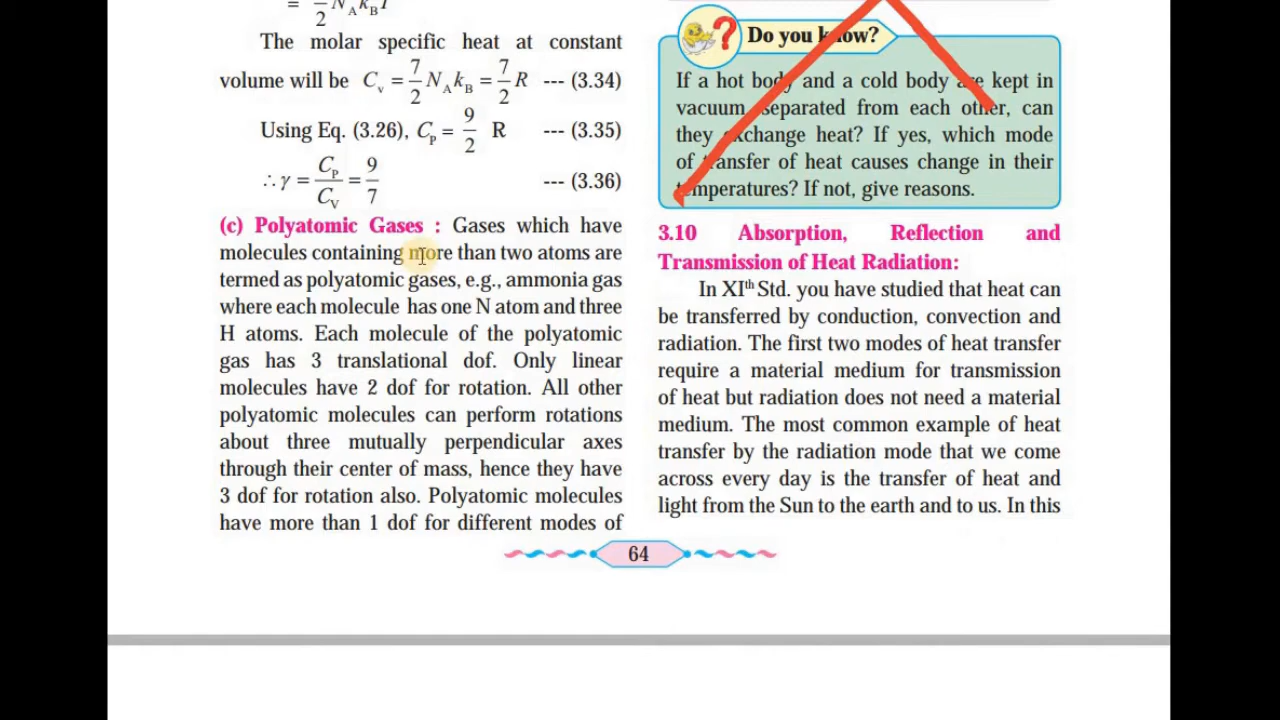 = 7/2 N_A k_B T
The molar specific heat at constant
volume will be C_v = 7/2 N_A k_B = 7/2 R --- (3.34)
Using Eq. (3.26), C_P = 9/2 R --- (3.35)
∴ γ = C_P/C_V = 9/7 --- (3.36)
(c) Polyatomic Gases : Gases which have
molecules containing more than two atoms are
termed as polyatomic gases, e.g., ammonia gas
where each molecule has one N atom and three
H atoms. Each molecule of the polyatomic
gas has 3 translational dof. Only linear
molecules have 2 dof for rotation. All other
polyatomic molecules can perform rotations
about three mutually perpendicular axes
through their center of mass, hence they have
3 dof for rotation also. Polyatomic molecules
have more than 1 dof for different modes of
Do you know?
If a hot body and a cold body are kept in
vacuum, separated from each other, can
they exchange heat? If yes, which mode
of transfer of heat causes change in their
temperatures? If not, give reasons.
3.10 Absorption, Reflection and
Transmission of Heat Radiation:
In XIth Std. you have studied that heat can
be transferred by conduction, convection and
radiation. The first two modes of heat transfer
require a material medium for transmission
of heat but radiation does not need a material
medium. The most common example of heat
transfer by the radiation mode that we come
across every day is the transfer of heat and
light from the Sun to the earth and to us. In this
64